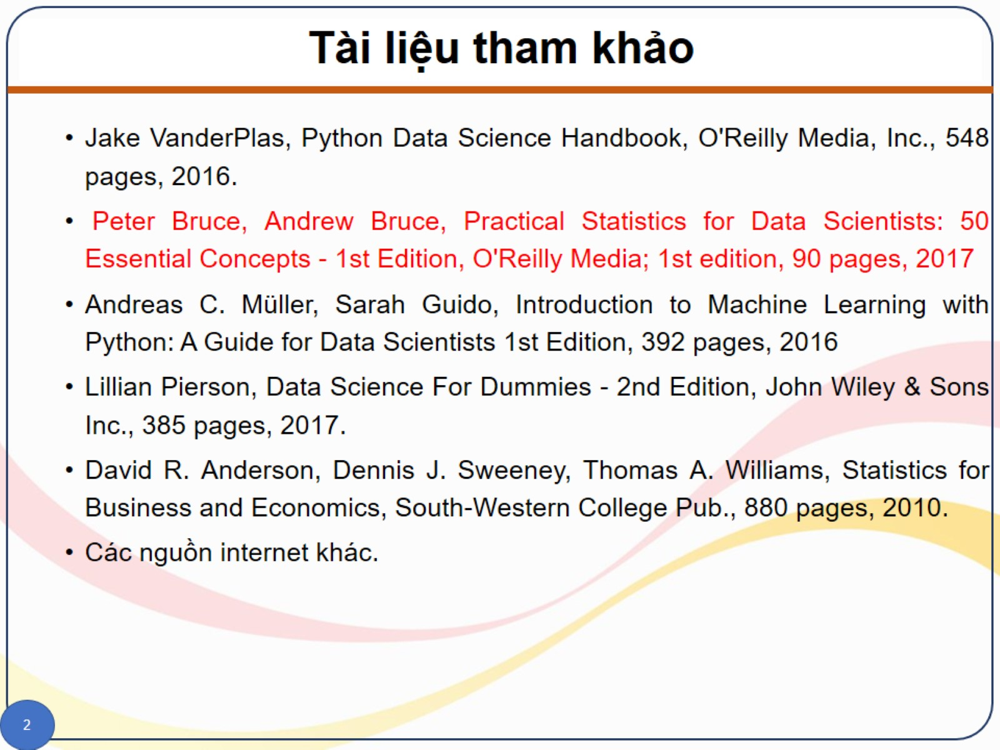 Tài liệu tham khảo
• Jake VanderPlas, Python Data Science Handbook, O'Reilly Media, Inc., 548
pages, 2016.
• Peter Bruce, Andrew Bruce, Practical Statistics for Data Scientists: 50
Essential Concepts - 1st Edition, O'Reilly Media; 1st edition, 90 pages, 2017
• Andreas C. Müller, Sarah Guido, Introduction to Machine Learning with
Python: A Guide for Data Scientists 1st Edition, 392 pages, 2016
• Lillian Pierson, Data Science For Dummies - 2nd Edition, John Wiley & Sons
Inc., 385 pages, 2017.
• David R. Anderson, Dennis J. Sweeney, Thomas A. Williams, Statistics for
Business and Economics, South-Western College Pub., 880 pages, 2010.
• Các nguồn internet khác.
2